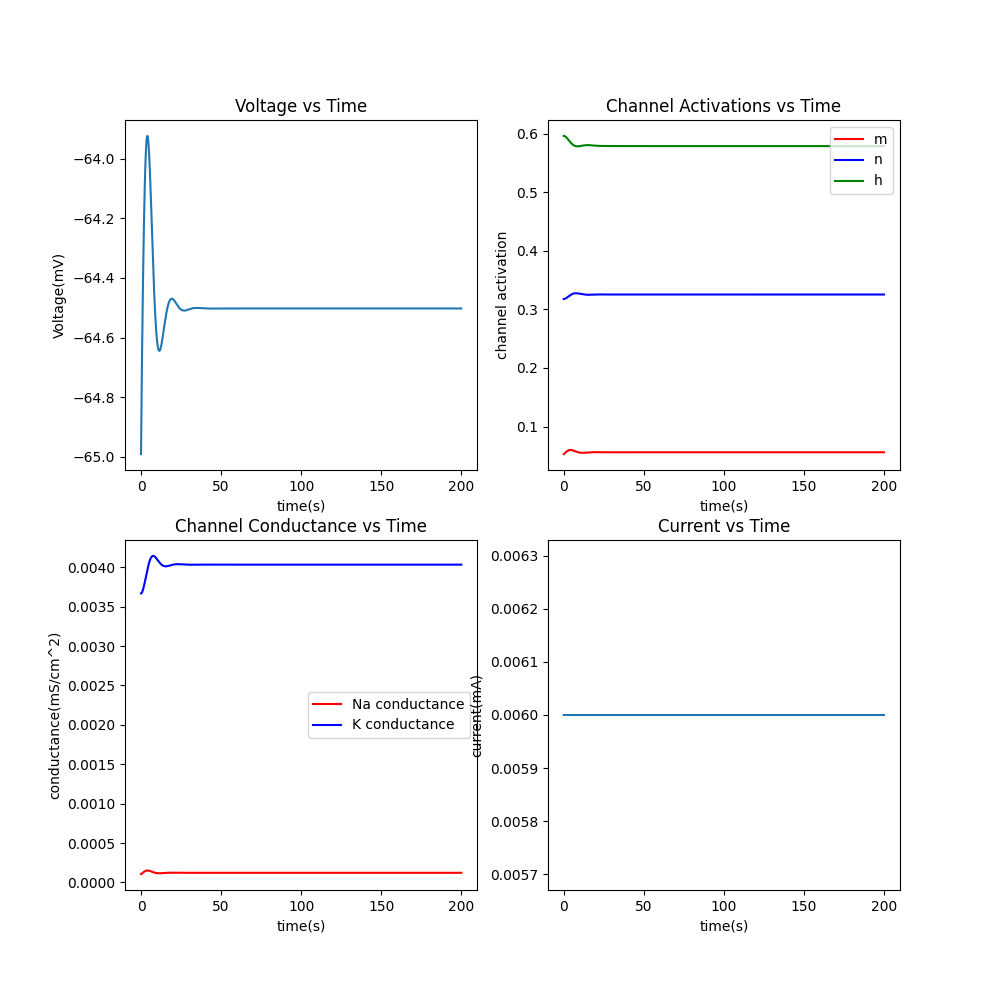 Voltage vs Time
Voltage(mV)
−64.0
−64.2
−64.4
−64.6
−64.8
−65.0
0 50 100 150 200
time(s)
Channel Activations vs Time
channel activation
0.6
0.5
0.4
0.3
0.2
0.1
m
n
h
0 50 100 150 200
time(s)
Channel Conductance vs Time
conductance(mS/cm^2)
0.0040
0.0035
0.0030
0.0025
0.0020
0.0015
0.0010
0.0005
0.0000
Na conductance
K conductance
0 50 100 150 200
time(s)
Current vs Time
current(mA)
0.0063
0.0062
0.0061
0.0060
0.0059
0.0058
0.0057
0 50 100 150 200
time(s)